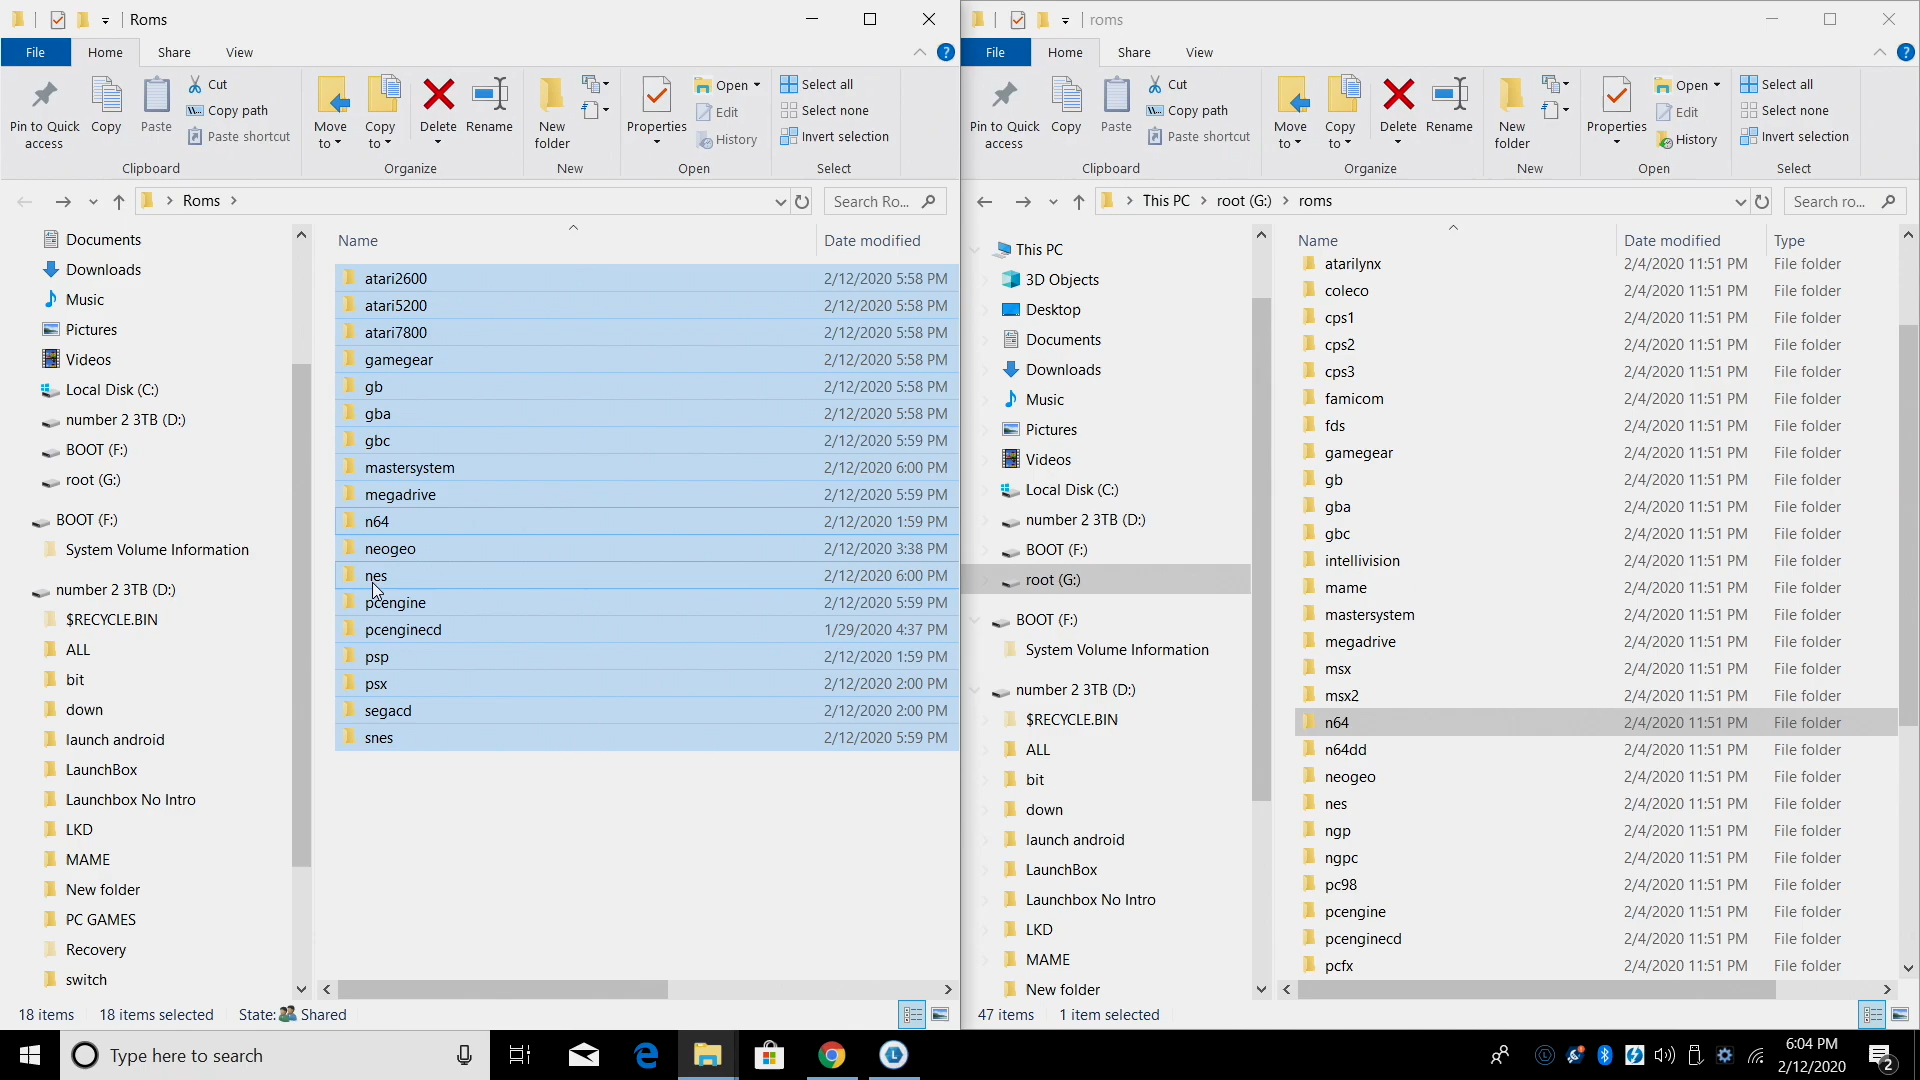 Roms
File
Home
Share
View
Pin to Quick access
Copy
Paste
Cut
Copy path
Paste shortcut
Clipboard
Move to
Copy to
Delete
Rename
Organize
New folder
New
Properties
Open
Edit
History
Open
Select all
Select none
Invert selection
Select
Roms
Search Ro...
Documents
Downloads
Music
Pictures
Videos
Local Disk (C:)
number 2 3TB (D:)
BOOT (F:)
root (G:)
BOOT (F:)
System Volume Information
number 2 3TB (D:)
$RECYCLE.BIN
ALL
bit
down
launch android
LaunchBox
Launchbox No Intro
LKD
MAME
New folder
PC GAMES
Recovery
switch
Name Date modified
atari2600 2/12/2020 5:58 PM
atari5200 2/12/2020 5:58 PM
atari7800 2/12/2020 5:58 PM
gamegear 2/12/2020 5:58 PM
gb 2/12/2020 5:58 PM
gba 2/12/2020 5:58 PM
gbc 2/12/2020 5:59 PM
mastersystem 2/12/2020 6:00 PM
megadrive 2/12/2020 5:59 PM
n64 2/12/2020 1:59 PM
neogeo 2/12/2020 3:38 PM
nes 2/12/2020 6:00 PM
pcengine 2/12/2020 5:59 PM
pcenginecd 1/29/2020 4:37 PM
psp 2/12/2020 1:59 PM
psx 2/12/2020 2:00 PM
segacd 2/12/2020 2:00 PM
snes 2/12/2020 5:59 PM
18 items 18 items selected State: Shared
roms
File
Home
Share
View
Pin to Quick access
Copy
Paste
Cut
Copy path
Paste shortcut
Clipboard
Move to
Copy to
Delete
Rename
Organize
New folder
New
Properties
Open
Edit
History
Open
Select all
Select none
Invert selection
Select
This PC root (G:) roms
Search ro...
This PC
3D Objects
Desktop
Documents
Downloads
Music
Pictures
Videos
Local Disk (C:)
number 2 3TB (D:)
BOOT (F:)
root (G:)
BOOT (F:)
System Volume Information
number 2 3TB (D:)
$RECYCLE.BIN
ALL
bit
down
launch android
LaunchBox
Launchbox No Intro
LKD
MAME
New folder
Name Date modified Type
atarilynx 2/4/2020 11:51 PM File folder
coleco 2/4/2020 11:51 PM File folder
cps1 2/4/2020 11:51 PM File folder
cps2 2/4/2020 11:51 PM File folder
cps3 2/4/2020 11:51 PM File folder
famicom 2/4/2020 11:51 PM File folder
fds 2/4/2020 11:51 PM File folder
gamegear 2/4/2020 11:51 PM File folder
gb 2/4/2020 11:51 PM File folder
gba 2/4/2020 11:51 PM File folder
gbc 2/4/2020 11:51 PM File folder
intellivision 2/4/2020 11:51 PM File folder
mame 2/4/2020 11:51 PM File folder
mastersystem 2/4/2020 11:51 PM File folder
megadrive 2/4/2020 11:51 PM File folder
msx 2/4/2020 11:51 PM File folder
msx2 2/4/2020 11:51 PM File folder
n64 2/4/2020 11:51 PM File folder
n64dd 2/4/2020 11:51 PM File folder
neogeo 2/4/2020 11:51 PM File folder
nes 2/4/2020 11:51 PM File folder
ngp 2/4/2020 11:51 PM File folder
ngpc 2/4/2020 11:51 PM File folder
pc98 2/4/2020 11:51 PM File folder
pcengine 2/4/2020 11:51 PM File folder
pcenginecd 2/4/2020 11:51 PM File folder
pcfx 2/4/2020 11:51 PM File folder
47 items 1 item selected
Type here to search
6:04 PM
2/12/2020
2